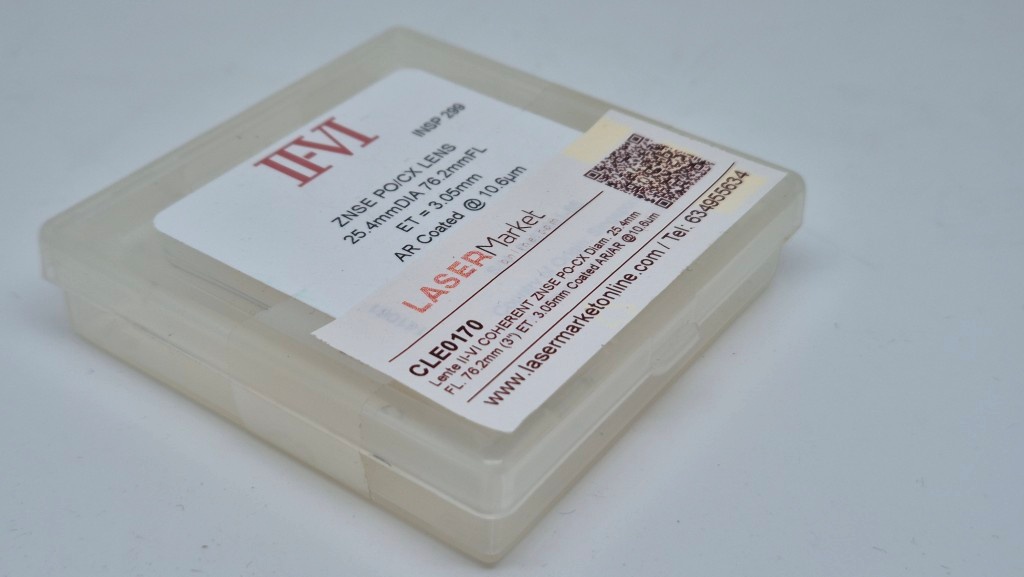 II-VI
INSP 299
ZNSE PO/CX LENS
25.4mmDIA 76.2mmFL
ET = 3.05mm
AR Coated @ 10.6µm
LASERMarket
CLE0170
Lente II-VI COHERENT ZNSE PO-CX Diam. 25.4mm
FL. 76.2mm (3") ET. 3.05mm Coated AR/AR @10.6um
www.lasermarketonline.com / Tel. 634955634